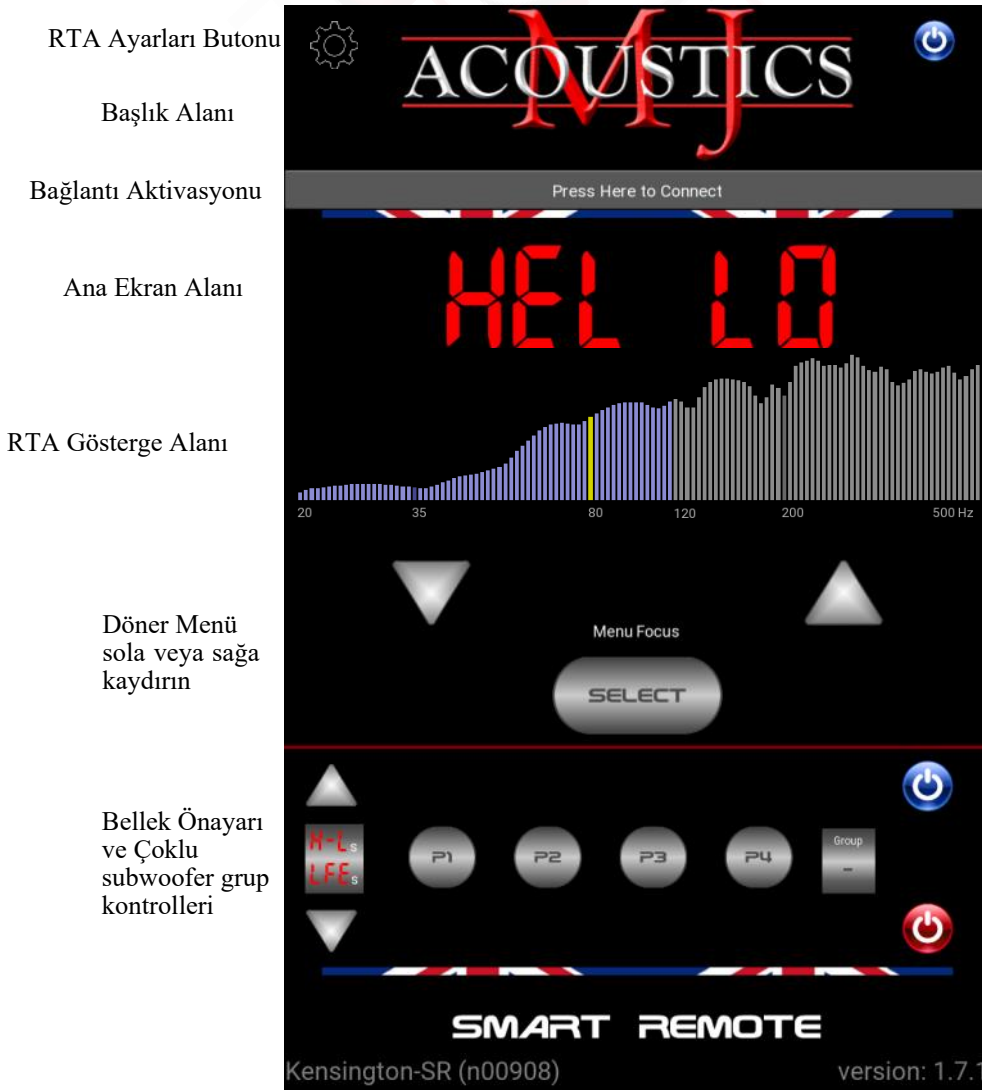 RTA Ayarları Butonu
MJ
ACOUSTICS
Başlık Alanı
Bağlantı Aktivasyonu
Press Here to Connect
Ana Ekran Alanı
HEL LO
RTA Gösterge Alanı
20 35 80 120 200 500 Hz
Döner Menü
sola veya sağa
kaydırın
Menu Focus
SELECT
Bellek Önayarı
ve Çoklu
subwoofer grup
kontrolleri
H-L s
LFE s
P1 P2 P3 P4
Group
-
SMART REMOTE
Kensington-SR (n00908) version: 1.7.1